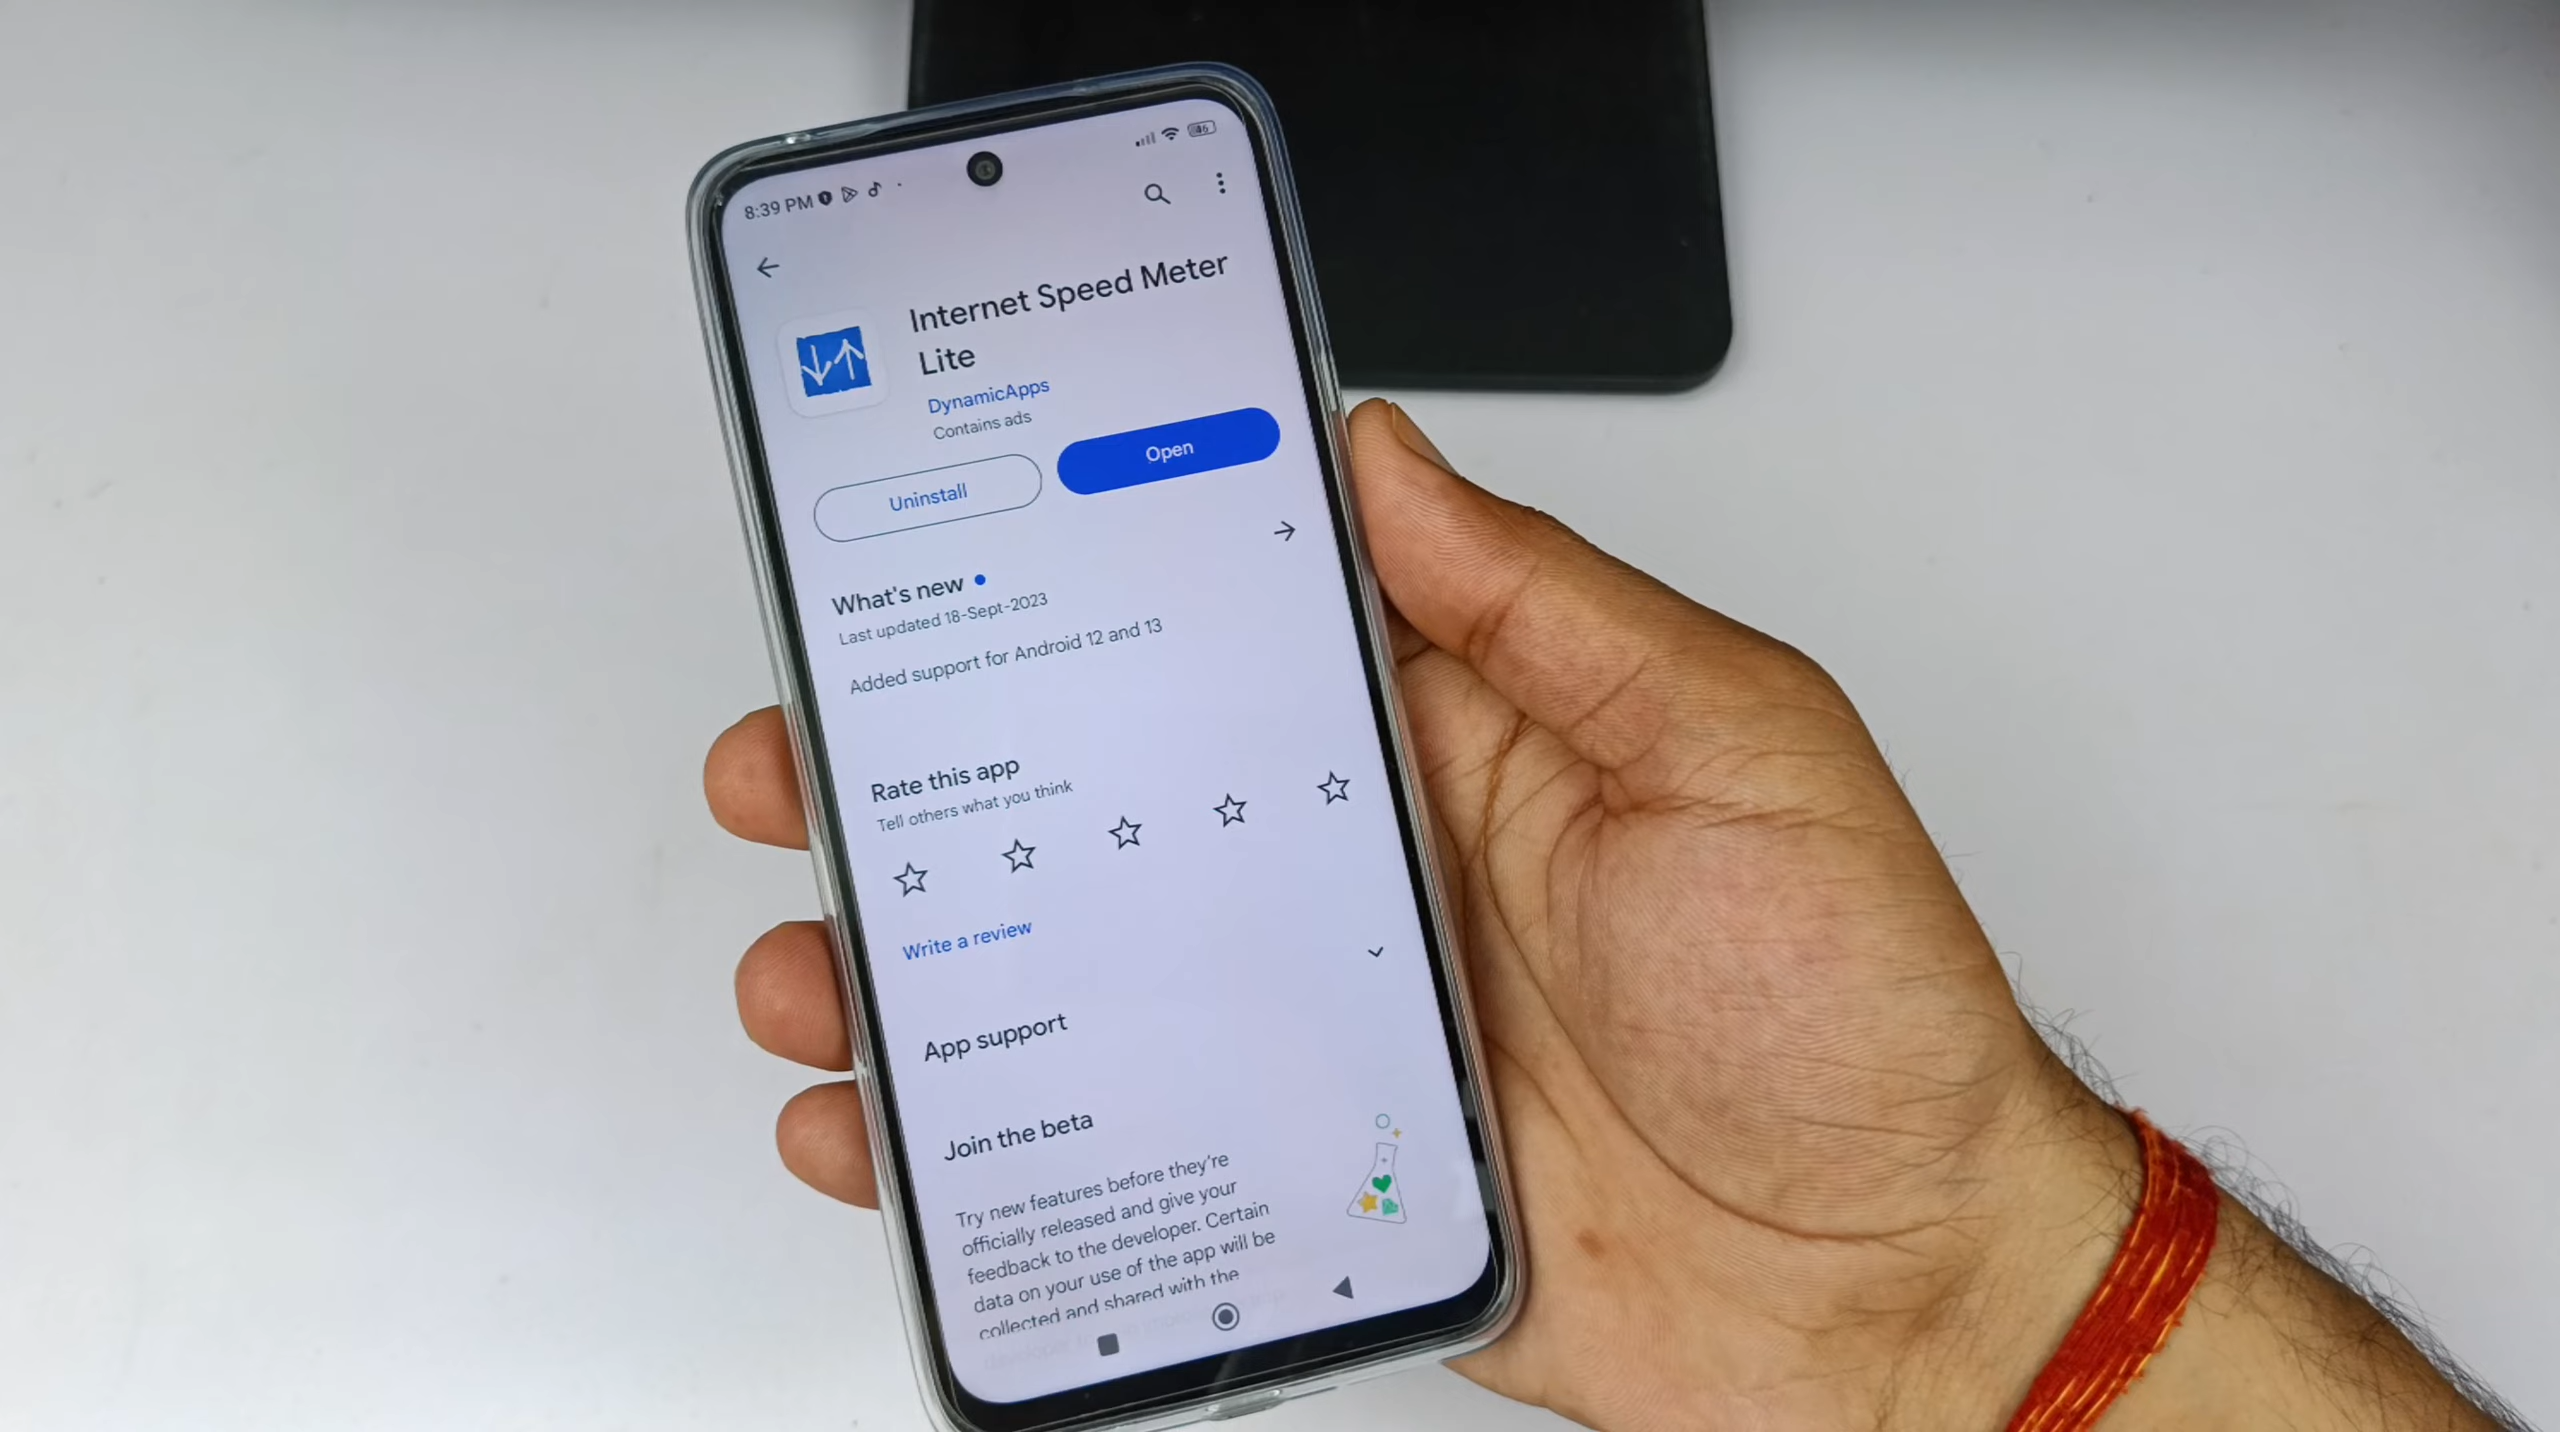 8:39 PM
46
Internet Speed Meter
Lite
DynamicApps
Contains ads
Uninstall
Open
What's new
Last updated 18-Sept-2023
Added support for Android 12 and 13
Rate this app
Tell others what you think
Write a review
App support
Join the beta
Try new features before they're
officially released and give your
feedback to the developer. Certain
data on your use of the app will be
collected and shared with the
developer